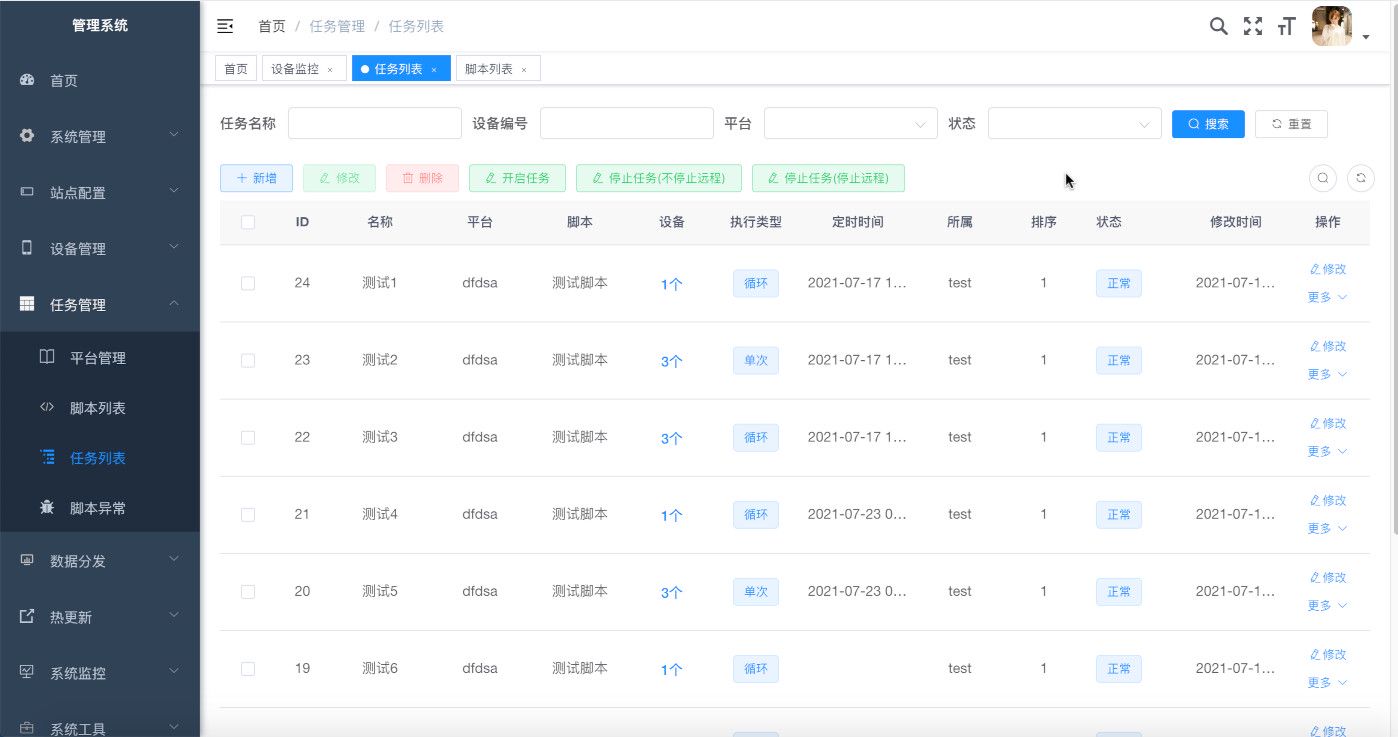 管理系统
首页
系统管理
站点配置
设备管理
任务管理
平台管理
脚本列表
任务列表
脚本异常
数据分发
热更新
系统监控
系统工具
首页 / 任务管理 / 任务列表
首页 设备监控 × 任务列表 × 脚本列表 ×
任务名称 设备编号 平台 状态 搜索 重置
新增 修改 删除 开启任务 停止任务(不停止远程) 停止任务(停止远程)
ID 名称 平台 脚本 设备 执行类型 定时时间 所属 排序 状态 修改时间 操作
24 测试1 dfdsa 测试脚本 1个 循环 2021-07-17 1... test 1 正常 2021-07-1... 修改
更多
23 测试2 dfdsa 测试脚本 3个 单次 2021-07-17 1... test 1 正常 2021-07-1... 修改
更多
22 测试3 dfdsa 测试脚本 3个 循环 2021-07-17 1... test 1 正常 2021-07-1... 修改
更多
21 测试4 dfdsa 测试脚本 1个 循环 2021-07-23 0... test 1 正常 2021-07-1... 修改
更多
20 测试5 dfdsa 测试脚本 3个 单次 2021-07-23 0... test 1 正常 2021-07-1... 修改
更多
19 测试6 dfdsa 测试脚本 1个 循环 test 1 正常 2021-07-1... 修改
更多
修改